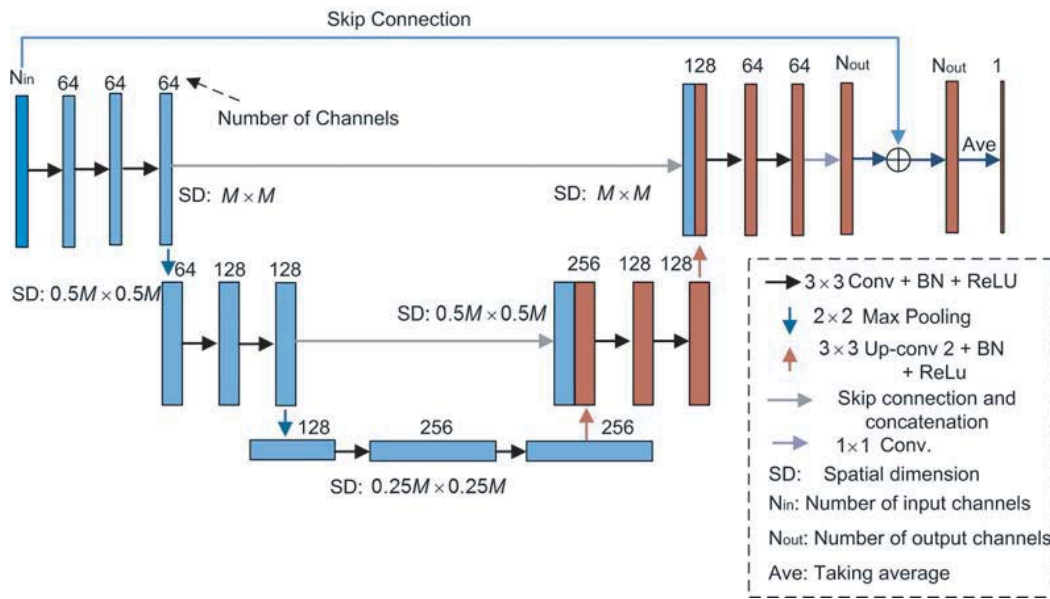 Skip Connection
Nin 64 64 64
128 64 64 Nout Nout 1
Number of Channels
Ave
SD: M × M
SD: M × M
64 128 128
256 128 128
SD: 0.5M × 0.5M
SD: 0.5M × 0.5M
128 256 256
SD: 0.25M × 0.25M
3×3 Conv + BN + ReLU
2×2 Max Pooling
3×3 Up-conv 2 + BN
+ ReLu
Skip connection and
concatenation
1×1 Conv.
SD: Spatial dimension
Nin: Number of input channels
Nout: Number of output channels
Ave: Taking average